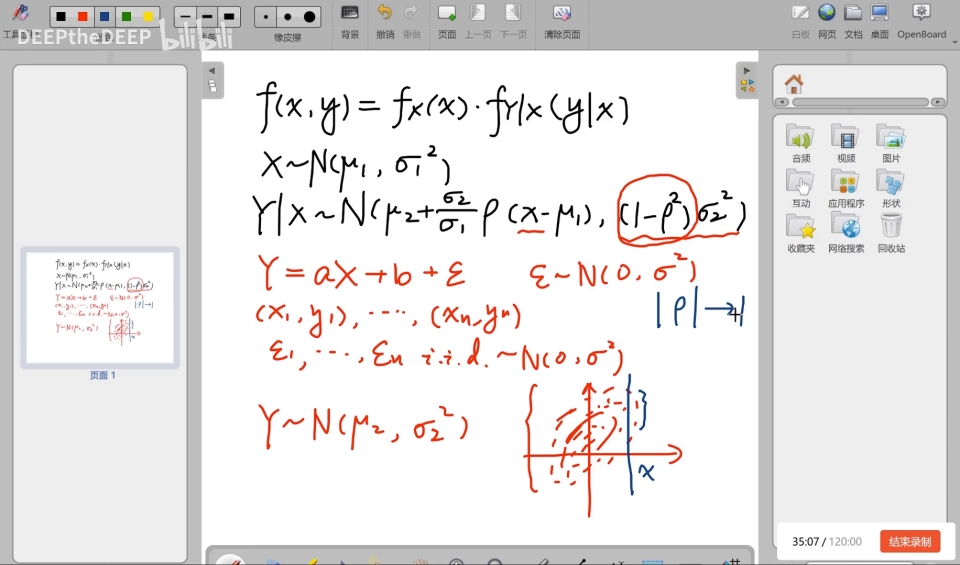 DEEPtheDEEP bilibili
橡皮擦 背景 撤销 重做 页面 上一页 下一页 清除页面 白板 网页 文档 桌面 OpenBoard
f(x,y) = fx(x)·fY|X(y|x)
X~N(μ₁, σ₁²)
Y|X~N(μ₂+σ₂/σ₁ ρ(x-μ₁), (1-ρ²)σ₂²)
Y = aX+b+ε ε~N(0, σ²)
(x₁, y₁), ····, (xₙ, yₙ)
|ρ|→1
ε₁, ···, εₙ i.i.d. ~N(0, σ²)
Y~N(μ₂, σ₂²)
x
页面 1
音频 视频 图片
互动 应用程序 形状
收藏夹 网络搜索 回收站
35:07 / 120:00 结束录制